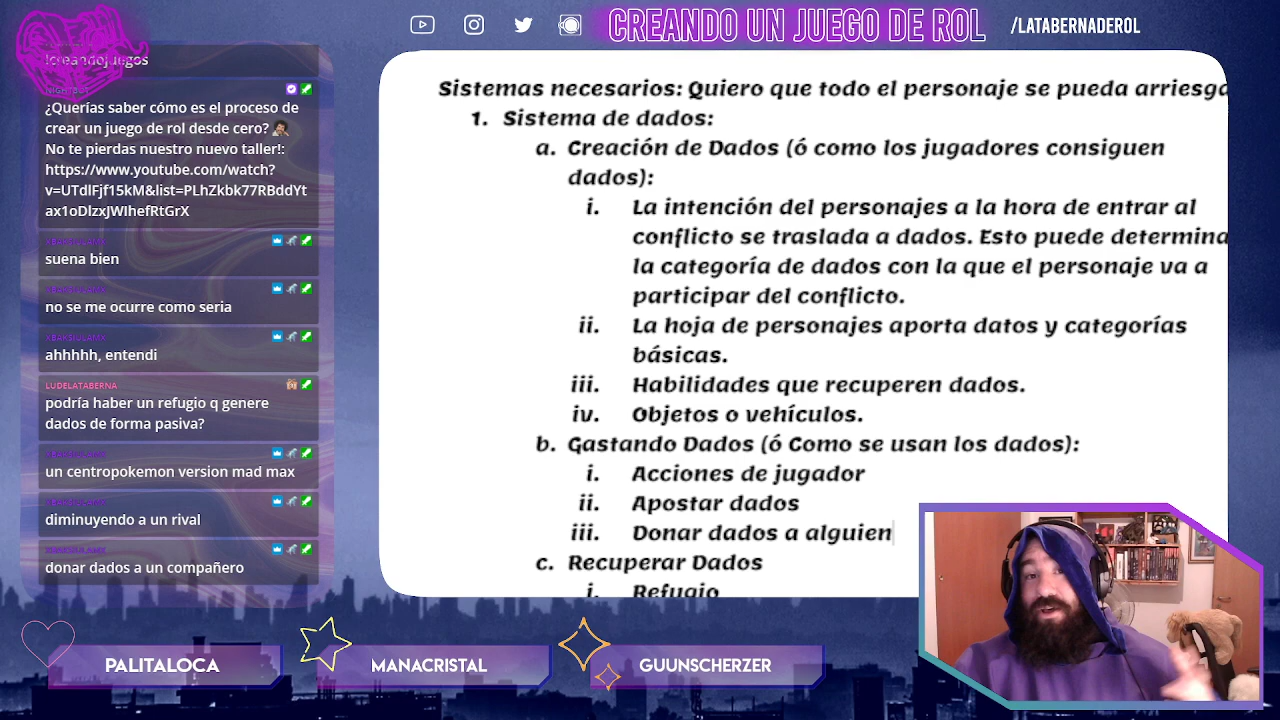 CREANDO UN JUEGO DE ROL
/LATABERNADEROL
!creandojuegos
NIGHTBOT
¿Querías saber cómo es el proceso de
crear un juego de rol desde cero?
No te pierdas nuestro nuevo taller!:
https://www.youtube.com/watch?
v=UTdlFjf15kM&list=PLhZkbk77RBddYt
ax1oDlzxJWlhefRtGrX
suena bien
no se me ocurre como seria
ahhhhh, entendi
LUDELATABERNA
podría haber un refugio q genere
dados de forma pasiva?
un centropokemon version mad max
diminuyendo a un rival
donar dados a un compañero
Sistemas necesarios: Quiero que todo el personaje se pueda arriesga
1. Sistema de dados:
a. Creación de Dados (ó como los jugadores consiguen
dados):
i. La intención del personajes a la hora de entrar al
conflicto se traslada a dados. Esto puede determina
la categoría de dados con la que el personaje va a
participar del conflicto.
ii. La hoja de personajes aporta datos y categorías
básicas.
iii. Habilidades que recuperen dados.
iv. Objetos o vehículos.
b. Gastando Dados (ó Como se usan los dados):
i. Acciones de jugador
ii. Apostar dados
iii. Donar dados a alguien
c. Recuperar Dados
i. Refugio
PALITALOCA
MANACRISTAL
GUUNSCHERZER